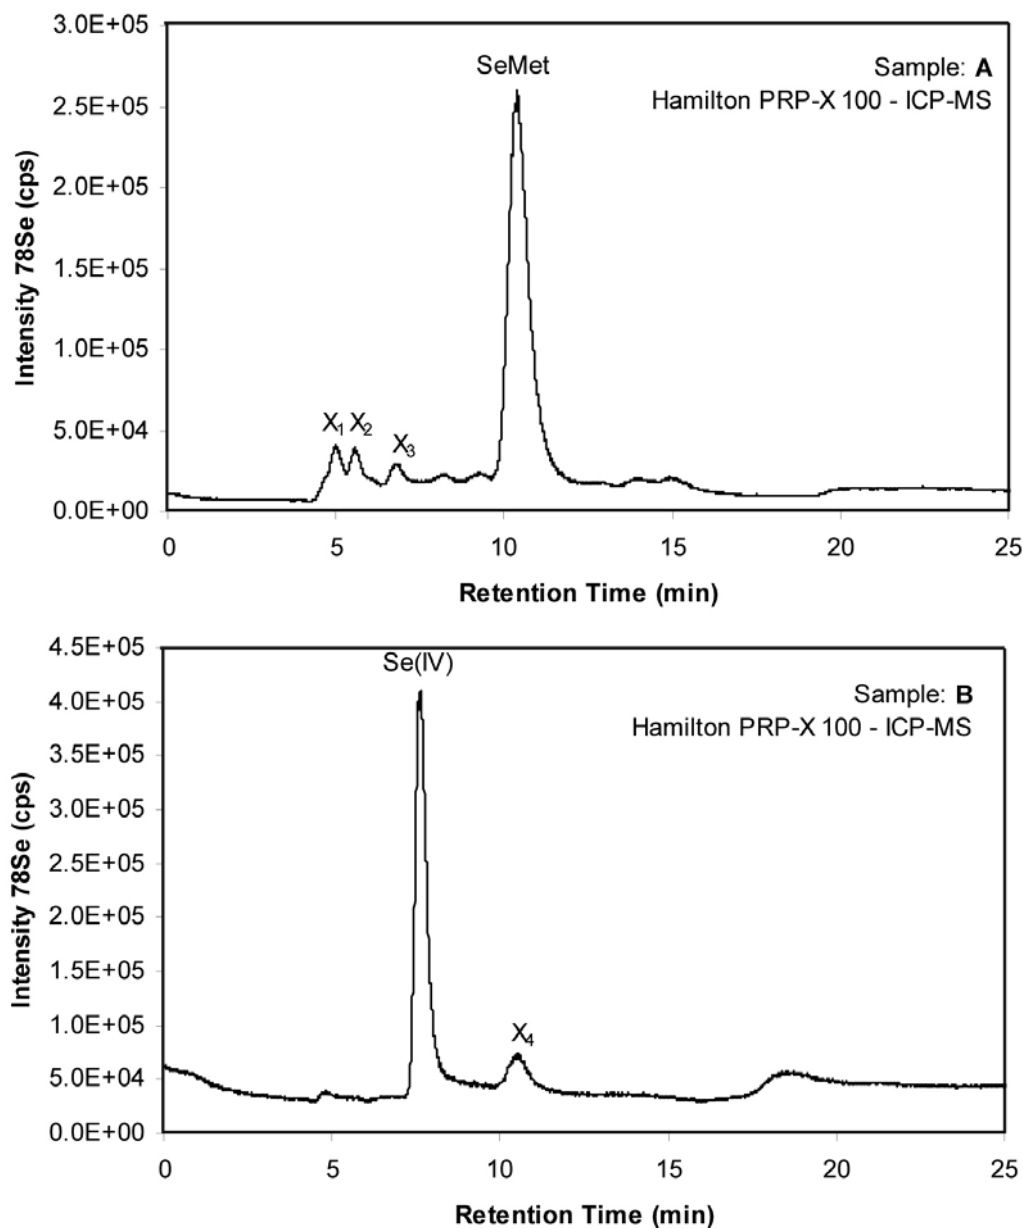 3.0E+05
SeMet
Sample: A
Hamilton PRP-X 100 - ICP-MS
2.5E+05
2.0E+05
1.5E+05
1.0E+05
5.0E+04
0.0E+00
X1 X2 X3
Intensity 78Se (cps)
0 5 10 15 20 25
Retention Time (min)
4.5E+05
Se(IV)
Sample: B
Hamilton PRP-X 100 - ICP-MS
4.0E+05
3.5E+05
3.0E+05
2.5E+05
2.0E+05
1.5E+05
1.0E+05
5.0E+04
0.0E+00
X4
Intensity 78Se (cps)
0 5 10 15 20 25
Retention Time (min)